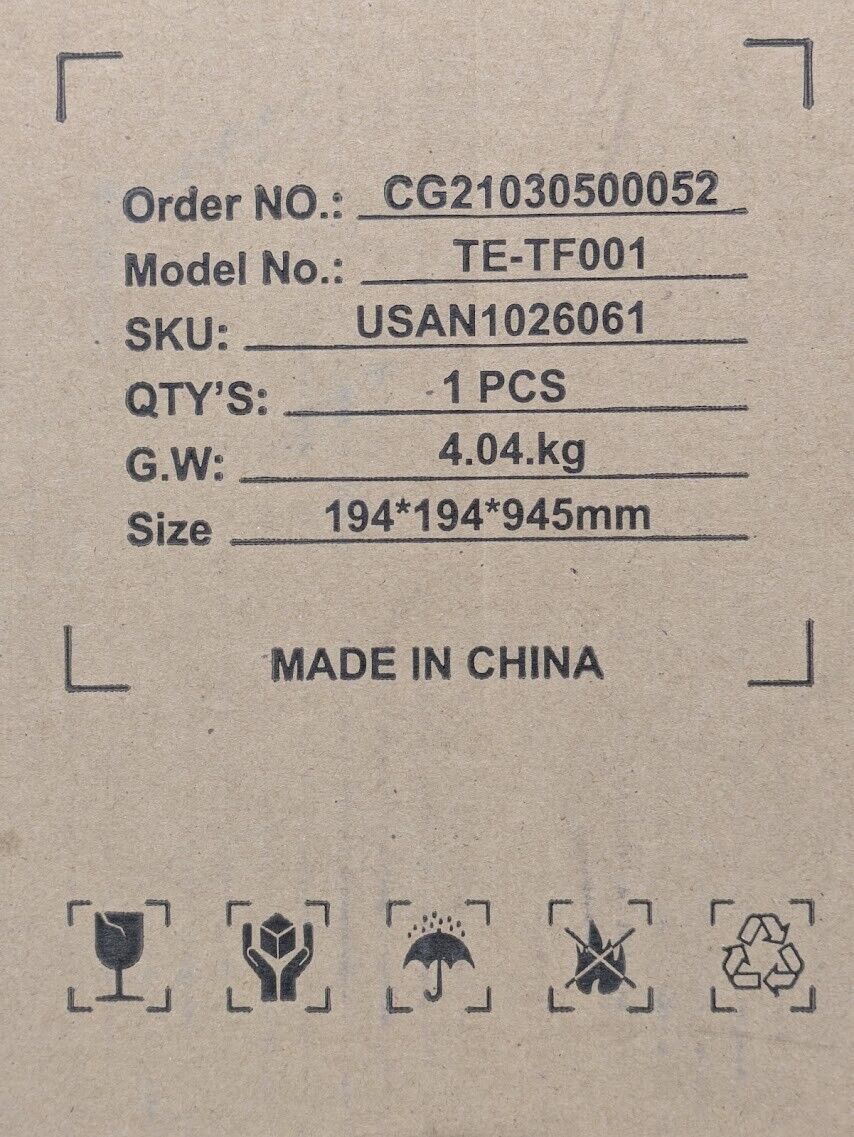 Order NO.: CG21030500052
Model No.: TE-TF001
SKU: USAN1026061
QTY’S: 1 PCS
G.W: 4.04.kg
Size 194*194*945mm
MADE IN CHINA